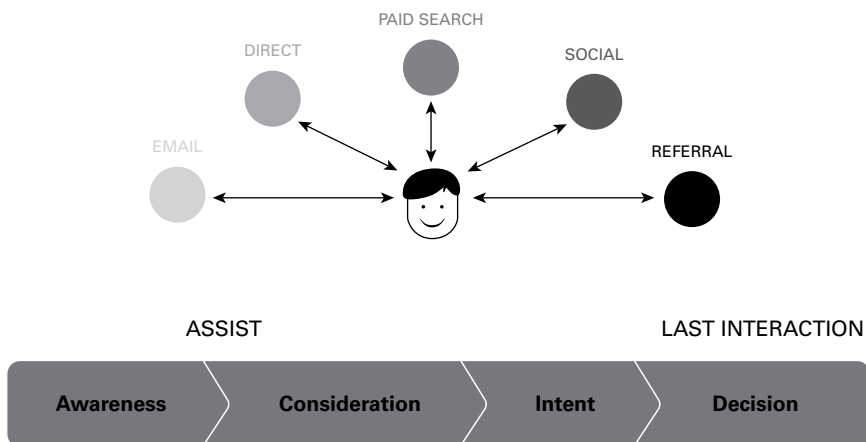 PAID SEARCH
DIRECT
SOCIAL
EMAIL
REFERRAL
ASSIST
LAST INTERACTION
Awareness
Consideration
Intent
Decision